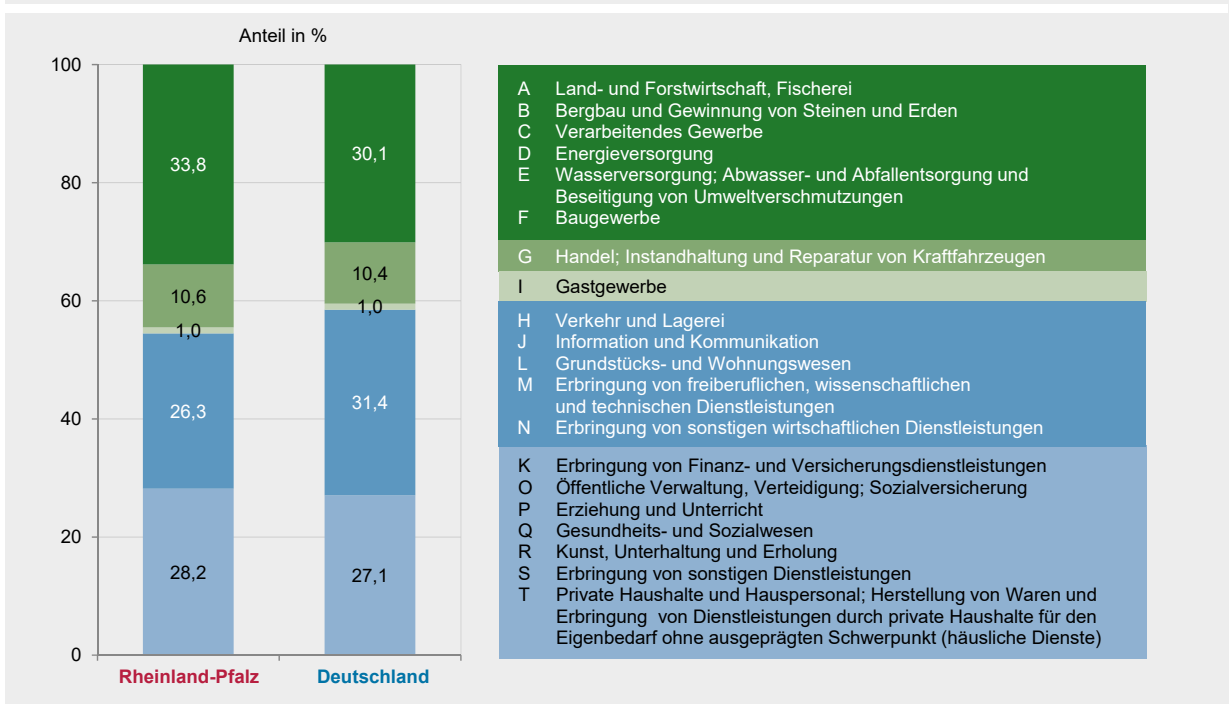 Anteil in %
100
80
60
40
20
0
33,8
10,6
1,0
26,3
28,2
30,1
10,4
1,0
31,4
27,1
Rheinland-Pfalz
Deutschland
A Land- und Forstwirtschaft, Fischerei
B Bergbau und Gewinnung von Steinen und Erden
C Verarbeitendes Gewerbe
D Energieversorgung
E Wasserversorgung; Abwasser- und Abfallentsorgung und
Beseitigung von Umweltverschmutzungen
F Baugewerbe
G Handel; Instandhaltung und Reparatur von Kraftfahrzeugen
I Gastgewerbe
H Verkehr und Lagerei
J Information und Kommunikation
L Grundstücks- und Wohnungswesen
M Erbringung von freiberuflichen, wissenschaftlichen
und technischen Dienstleistungen
N Erbringung von sonstigen wirtschaftlichen Dienstleistungen
K Erbringung von Finanz- und Versicherungsdienstleistungen
O Öffentliche Verwaltung, Verteidigung; Sozialversicherung
P Erziehung und Unterricht
Q Gesundheits- und Sozialwesen
R Kunst, Unterhaltung und Erholung
S Erbringung von sonstigen Dienstleistungen
T Private Haushalte und Hauspersonal; Herstellung von Waren und
Erbringung von Dienstleistungen durch private Haushalte für den
Eigenbedarf ohne ausgeprägten Schwerpunkt (häusliche Dienste)